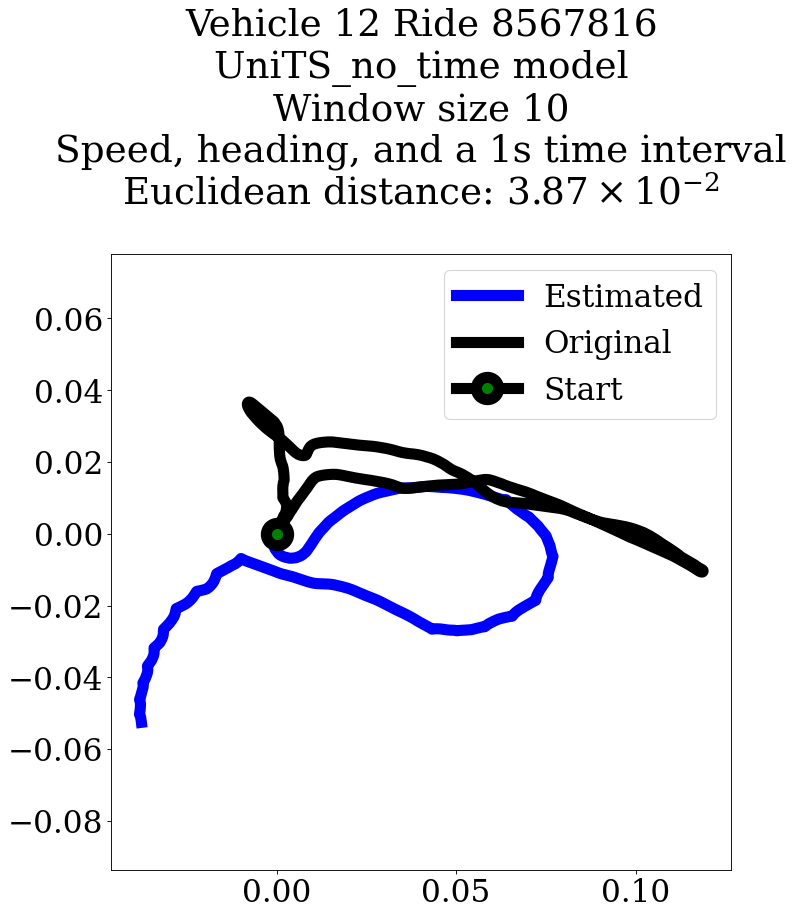 Vehicle 12 Ride 8567816
UniTS_no_time model
Window size 10
Speed, heading, and a 1s time interval
Euclidean distance: 3.87 × 10⁻²
Estimated
Original
Start
0.06
0.04
0.02
0.00
−0.02
−0.04
−0.06
−0.08
0.00 0.05 0.10